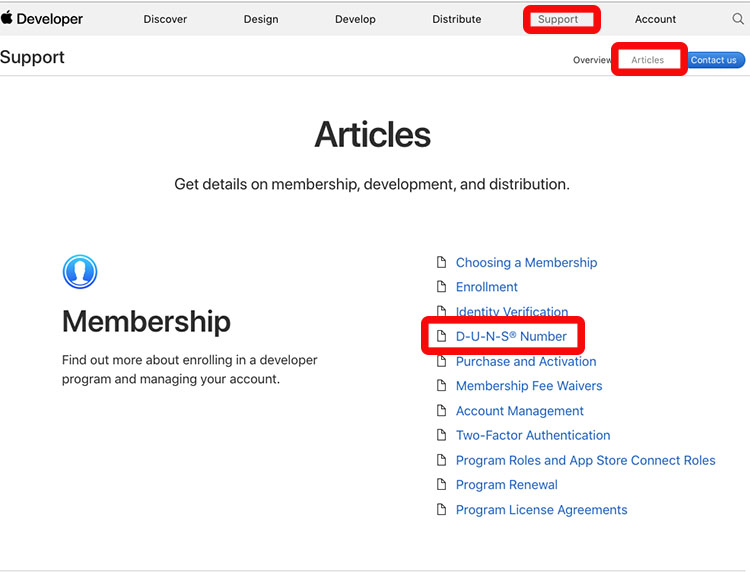 Developer Discover Design Develop Distribute Support Account
Support Overview Articles Contact us
Articles
Get details on membership, development, and distribution.
Membership
Find out more about enrolling in a developer
program and managing your account.
Choosing a Membership
Enrollment
Identity Verification
D-U-N-S® Number
Purchase and Activation
Membership Fee Waivers
Account Management
Two-Factor Authentication
Program Roles and App Store Connect Roles
Program Renewal
Program License Agreements